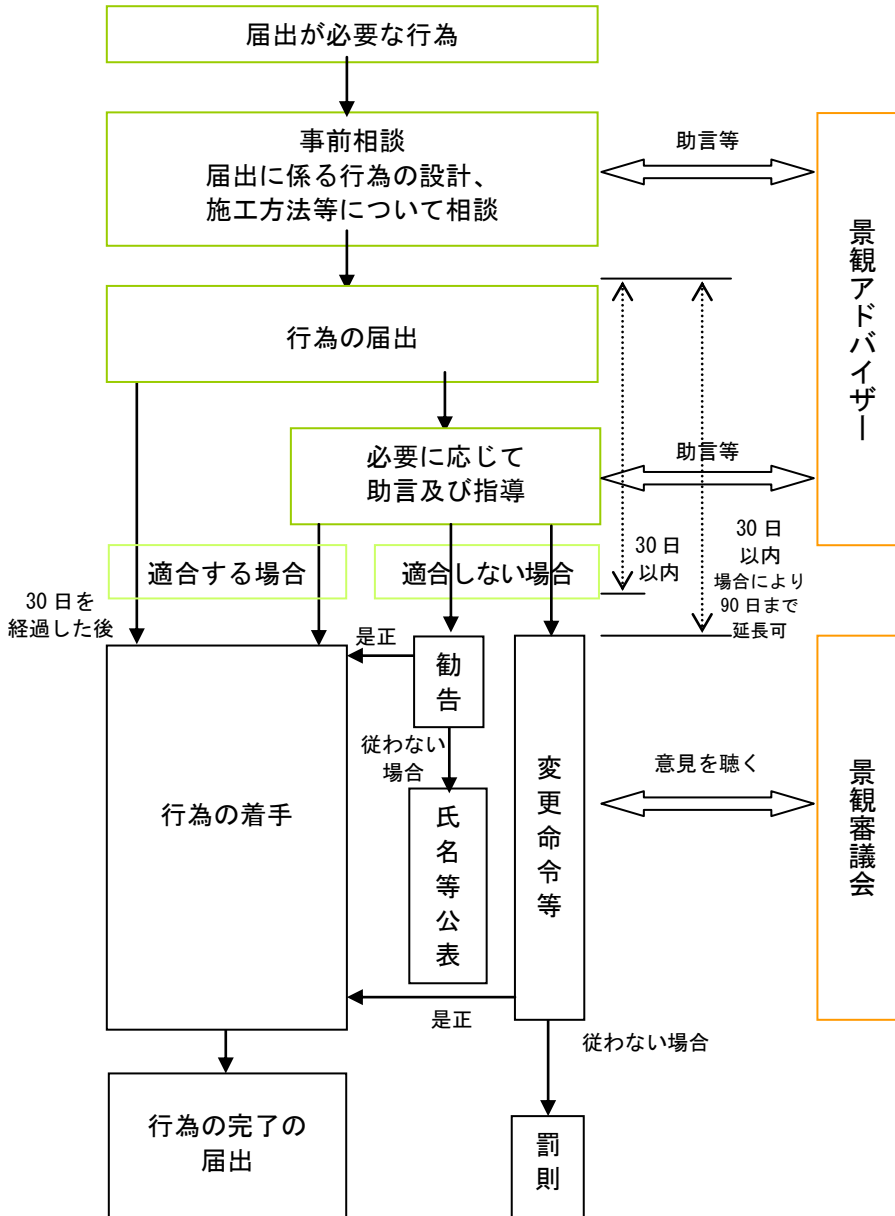 届出が必要な行為
事前相談
届出に係る行為の設計、
施工方法等について相談
助言等
景観アドバイザー
行為の届出
必要に応じて
助言及び指導
助言等
適合する場合
適合しない場合
30日
以内
30日
以内
場合により
90日まで
延長可
30日を
経過した後
是正
勧告
従わない
場合
行為の着手
氏名等公表
変更命令等
意見を聴く
景観審議会
是正
従わない場合
行為の完了の
届出
罰則